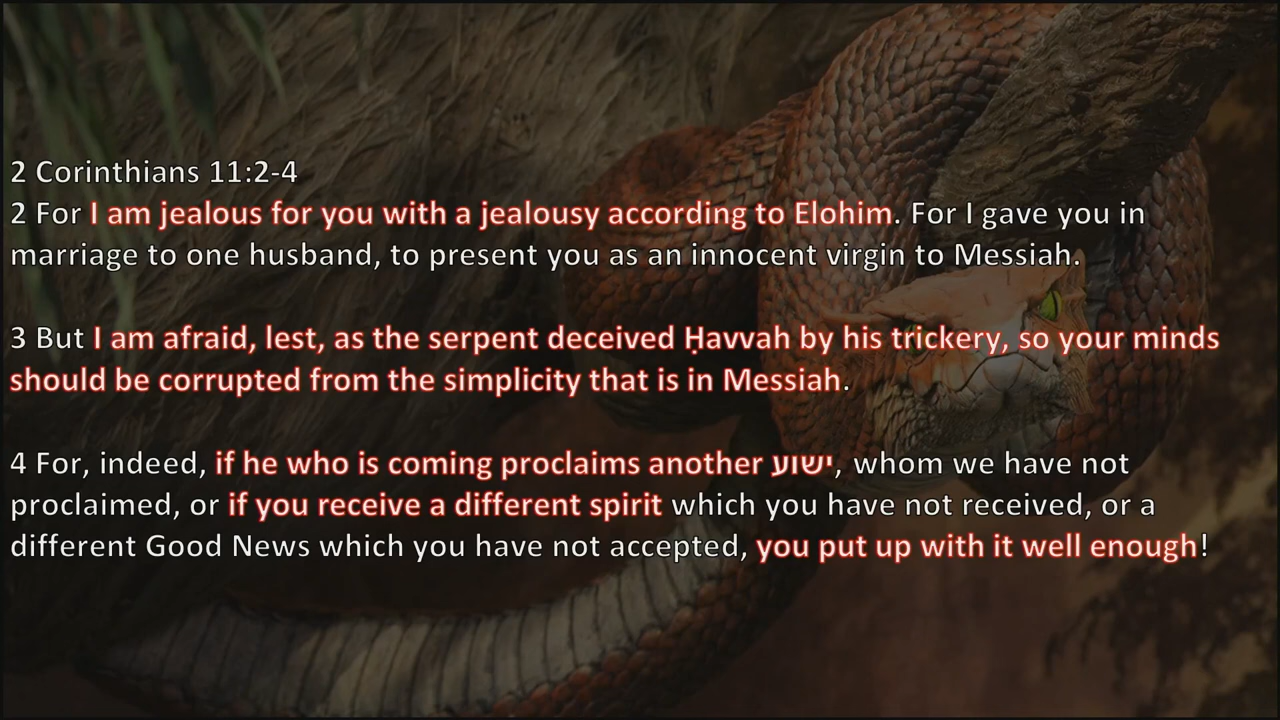 2 Corinthians 11:2-4
2 For I am jealous for you with a jealousy according to Elohim. For I gave you in
marriage to one husband, to present you as an innocent virgin to Messiah.
3 But I am afraid, lest, as the serpent deceived Ḥavvah by his trickery, so your minds
should be corrupted from the simplicity that is in Messiah.
4 For, indeed, if he who is coming proclaims another ישוע, whom we have not
proclaimed, or if you receive a different spirit which you have not received, or a
different Good News which you have not accepted, you put up with it well enough!